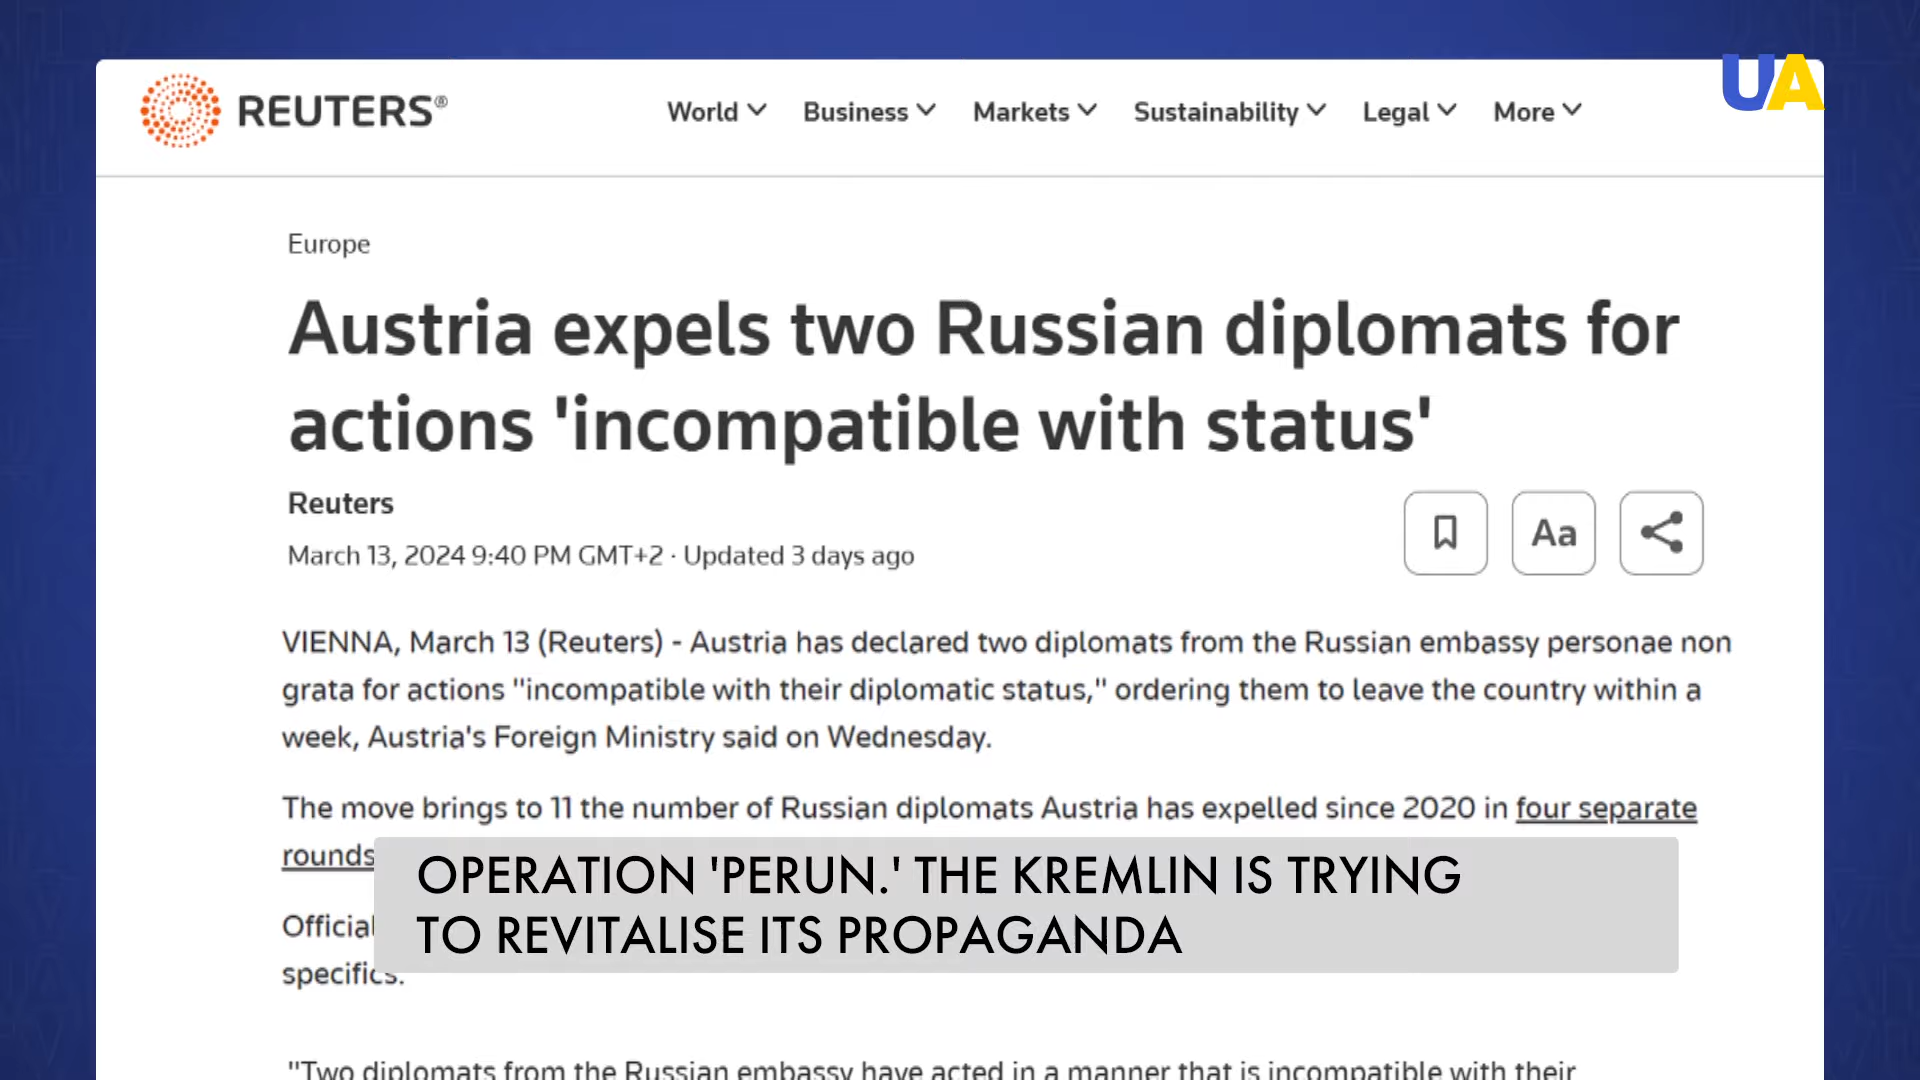 REUTERS®
World Business Markets Sustainability Legal More
UA
Europe
Austria expels two Russian diplomats for
actions 'incompatible with status'
Reuters
March 13, 2024 9:40 PM GMT+2 · Updated 3 days ago
Aa
VIENNA, March 13 (Reuters) - Austria has declared two diplomats from the Russian embassy personae non
grata for actions "incompatible with their diplomatic status," ordering them to leave the country within a
week, Austria's Foreign Ministry said on Wednesday.
The move brings to 11 the number of Russian diplomats Austria has expelled since 2020 in four separate
rounds
Official
specifics.
OPERATION 'PERUN.' THE KREMLIN IS TRYING
TO REVITALISE ITS PROPAGANDA
"Two diplomats from the Russian embassy have acted in a manner that is incompatible with their